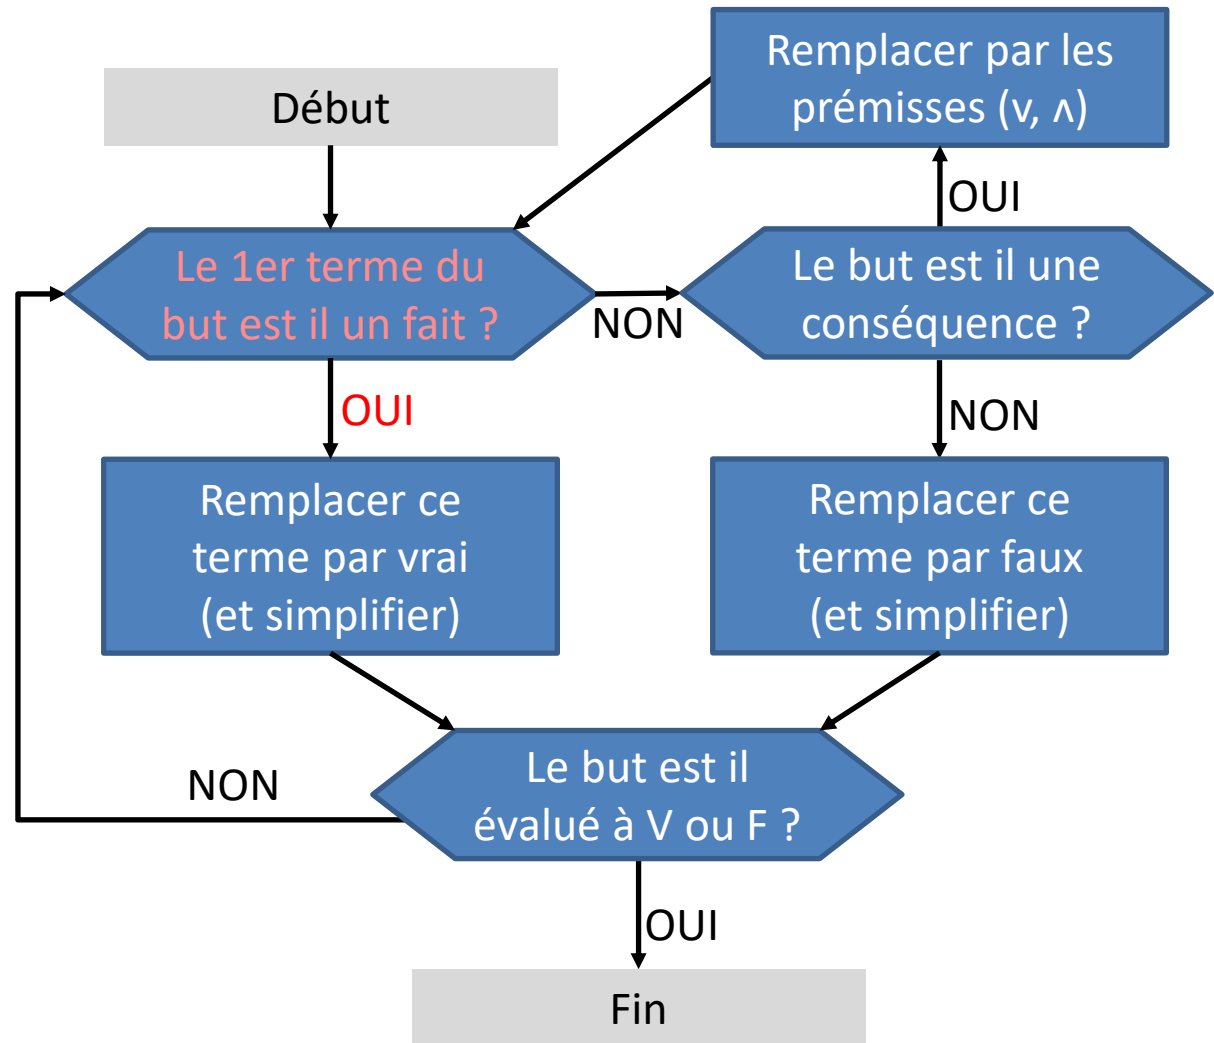 Début
Remplacer par les
prémisses (v, ʌ)
OUI
Le 1er terme du
but est il un fait ?
NON
Le but est il une
conséquence ?
OUI
NON
Remplacer ce
terme par vrai
(et simplifier)
Remplacer ce
terme par faux
(et simplifier)
NON
Le but est il
évalué à V ou F ?
OUI
Fin